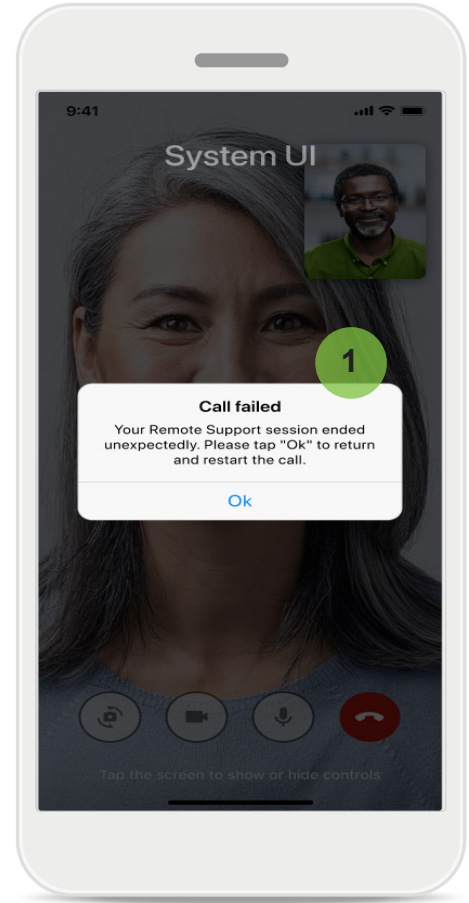 9:41
System UI
1
Call failed
Your Remote Support session ended
unexpectedly. Please tap "Ok" to return
and restart the call.
Ok
Tap the screen to show or hide controls